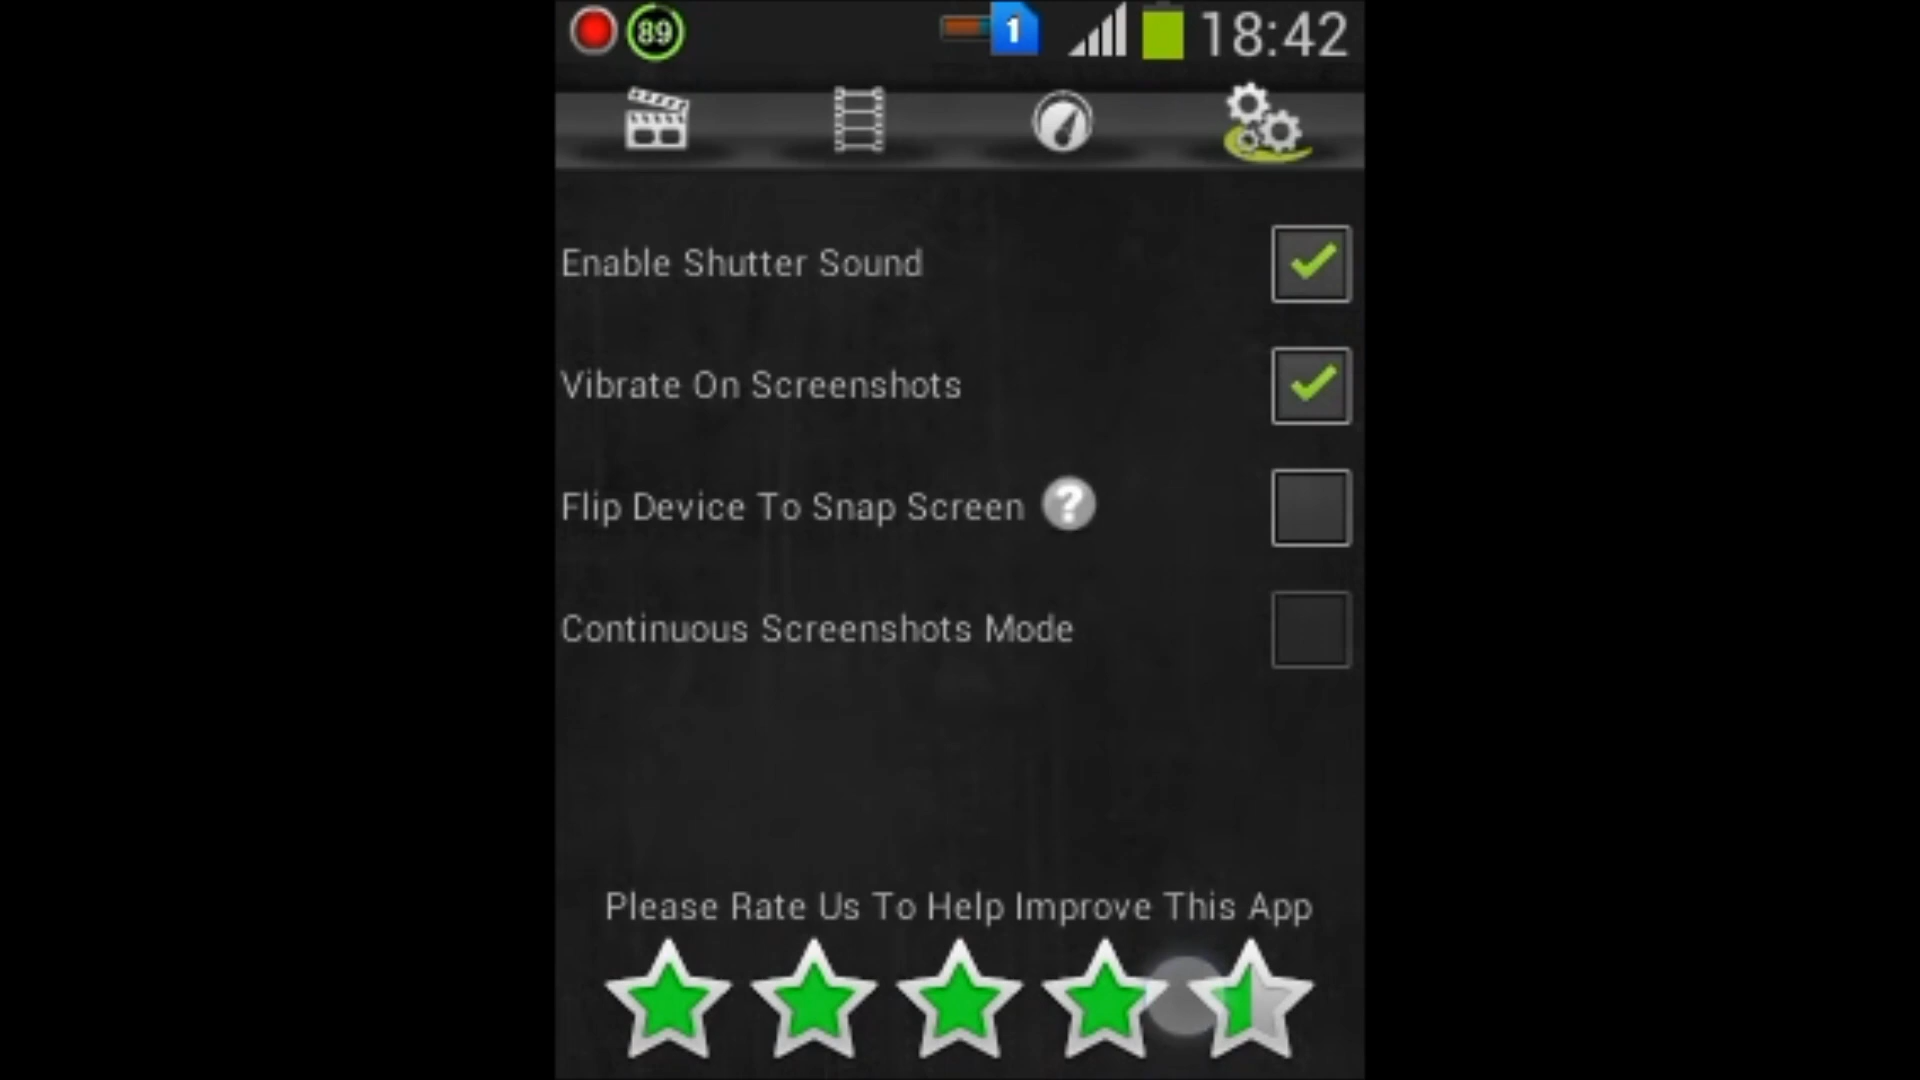 89 1 18:42
Enable Shutter Sound
Vibrate On Screenshots
Flip Device To Snap Screen ?
Continuous Screenshots Mode
Please Rate Us To Help Improve This App